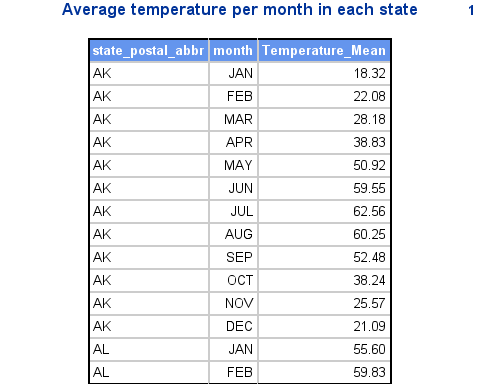 Average temperature per month in each state 1
state_postal_abbr month Temperature_Mean
AK JAN 18.32
AK FEB 22.08
AK MAR 28.18
AK APR 38.83
AK MAY 50.92
AK JUN 59.55
AK JUL 62.56
AK AUG 60.25
AK SEP 52.48
AK OCT 38.24
AK NOV 25.57
AK DEC 21.09
AL JAN 55.60
AL FEB 59.83